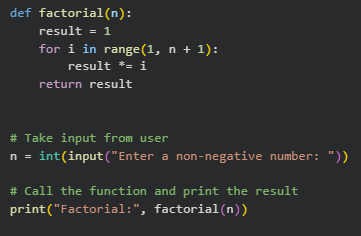 def factorial(n):
    result = 1
    for i in range(1, n + 1):
        result *= i
    return result
# Take input from user
n = int(input("Enter a non-negative number: "))
# Call the function and print the result
print("Factorial:", factorial(n))